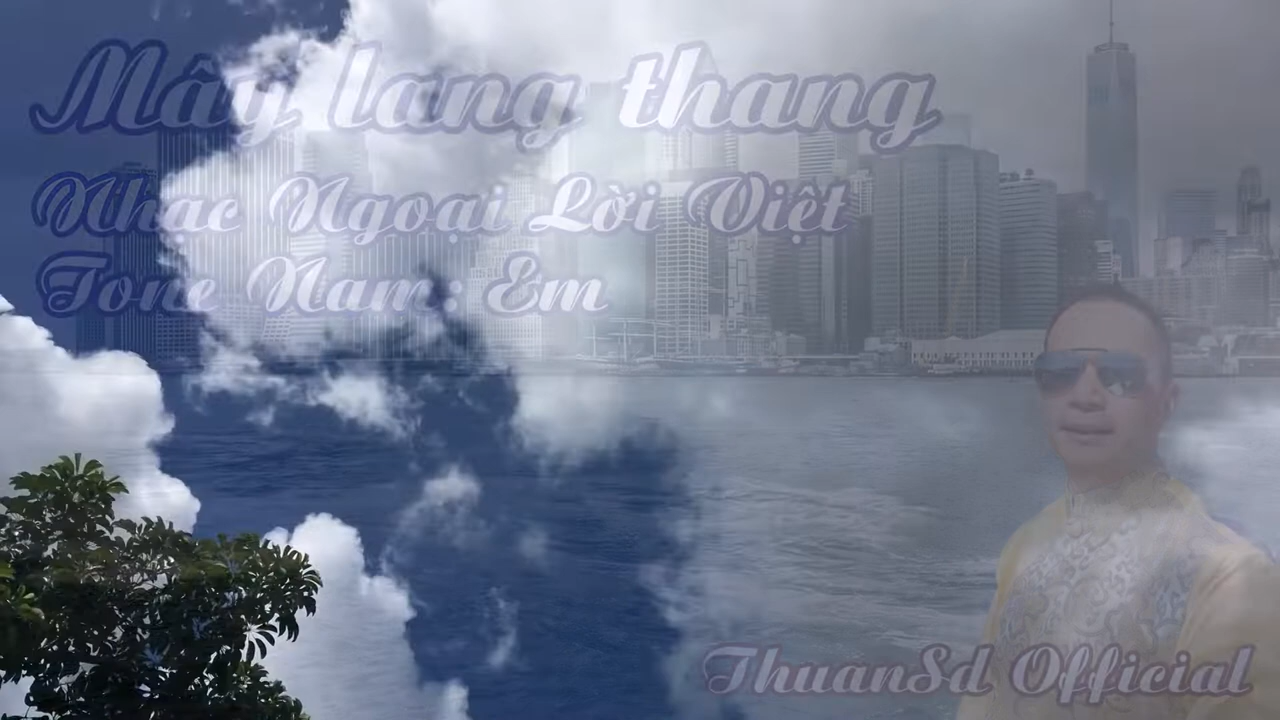 Mây lang thang
Nhạc Ngoại Lời Việt
Tone Nam : Em
ThuanSd Official